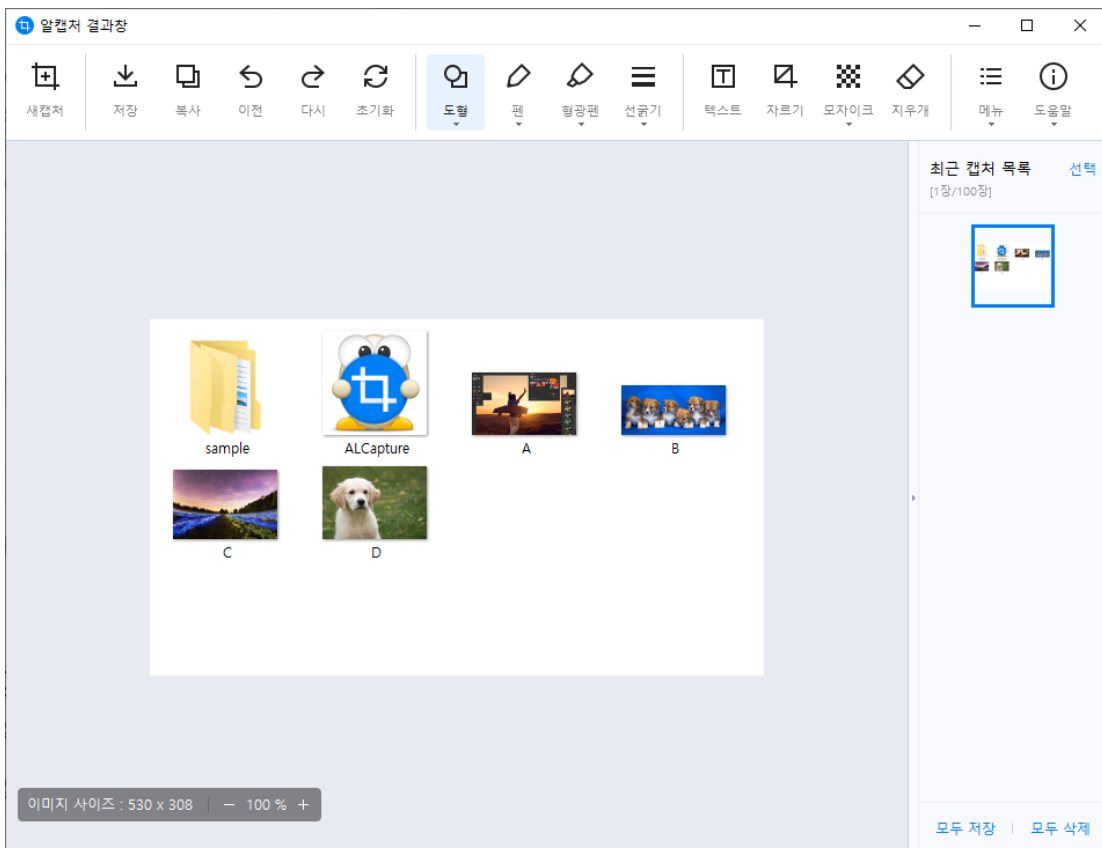 알캡처 결과창
새캡처 저장 복사 이전 다시 초기화 도형 펜 형광펜 선굵기 텍스트 자르기 모자이크 지우개 메뉴 도움말
최근 캡처 목록 선택
[1장/100장]
sample ALCapture A B
C D
이미지 사이즈 : 530 x 308 | − 100 % +
모두 저장 | 모두 삭제